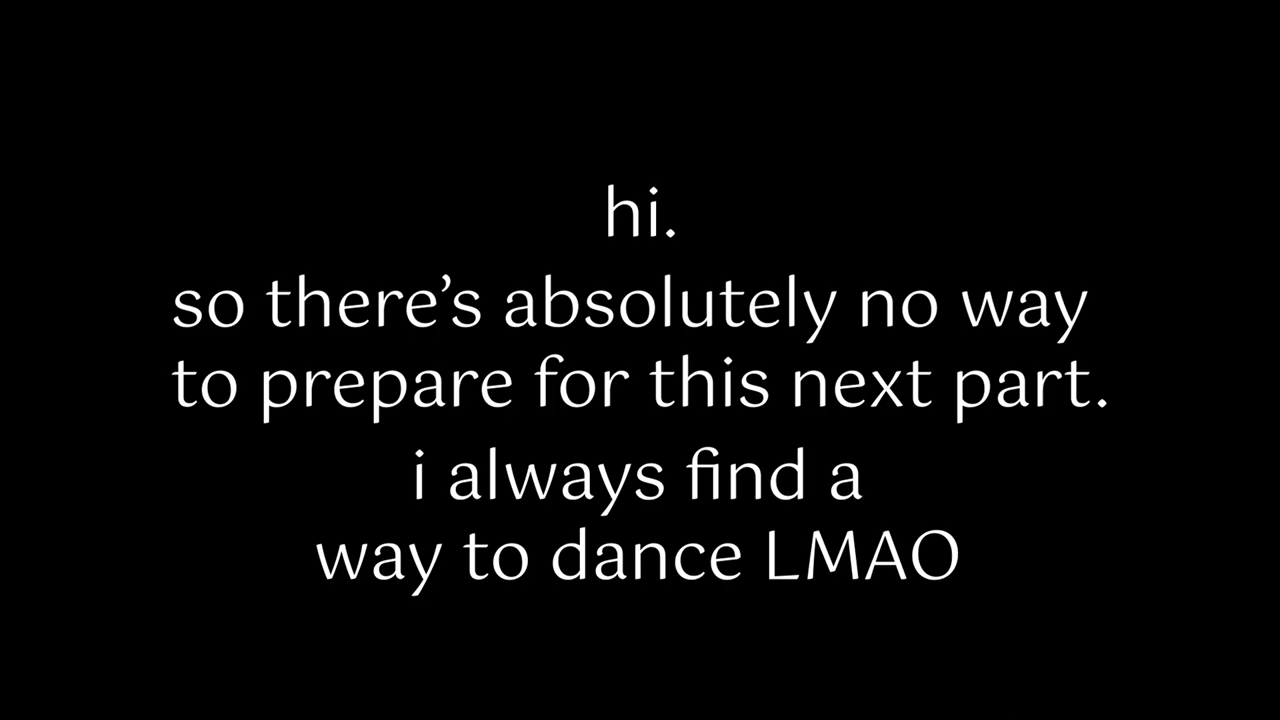 hi.
so there’s absolutely no way
to prepare for this next part.
i always find a
way to dance LMAO